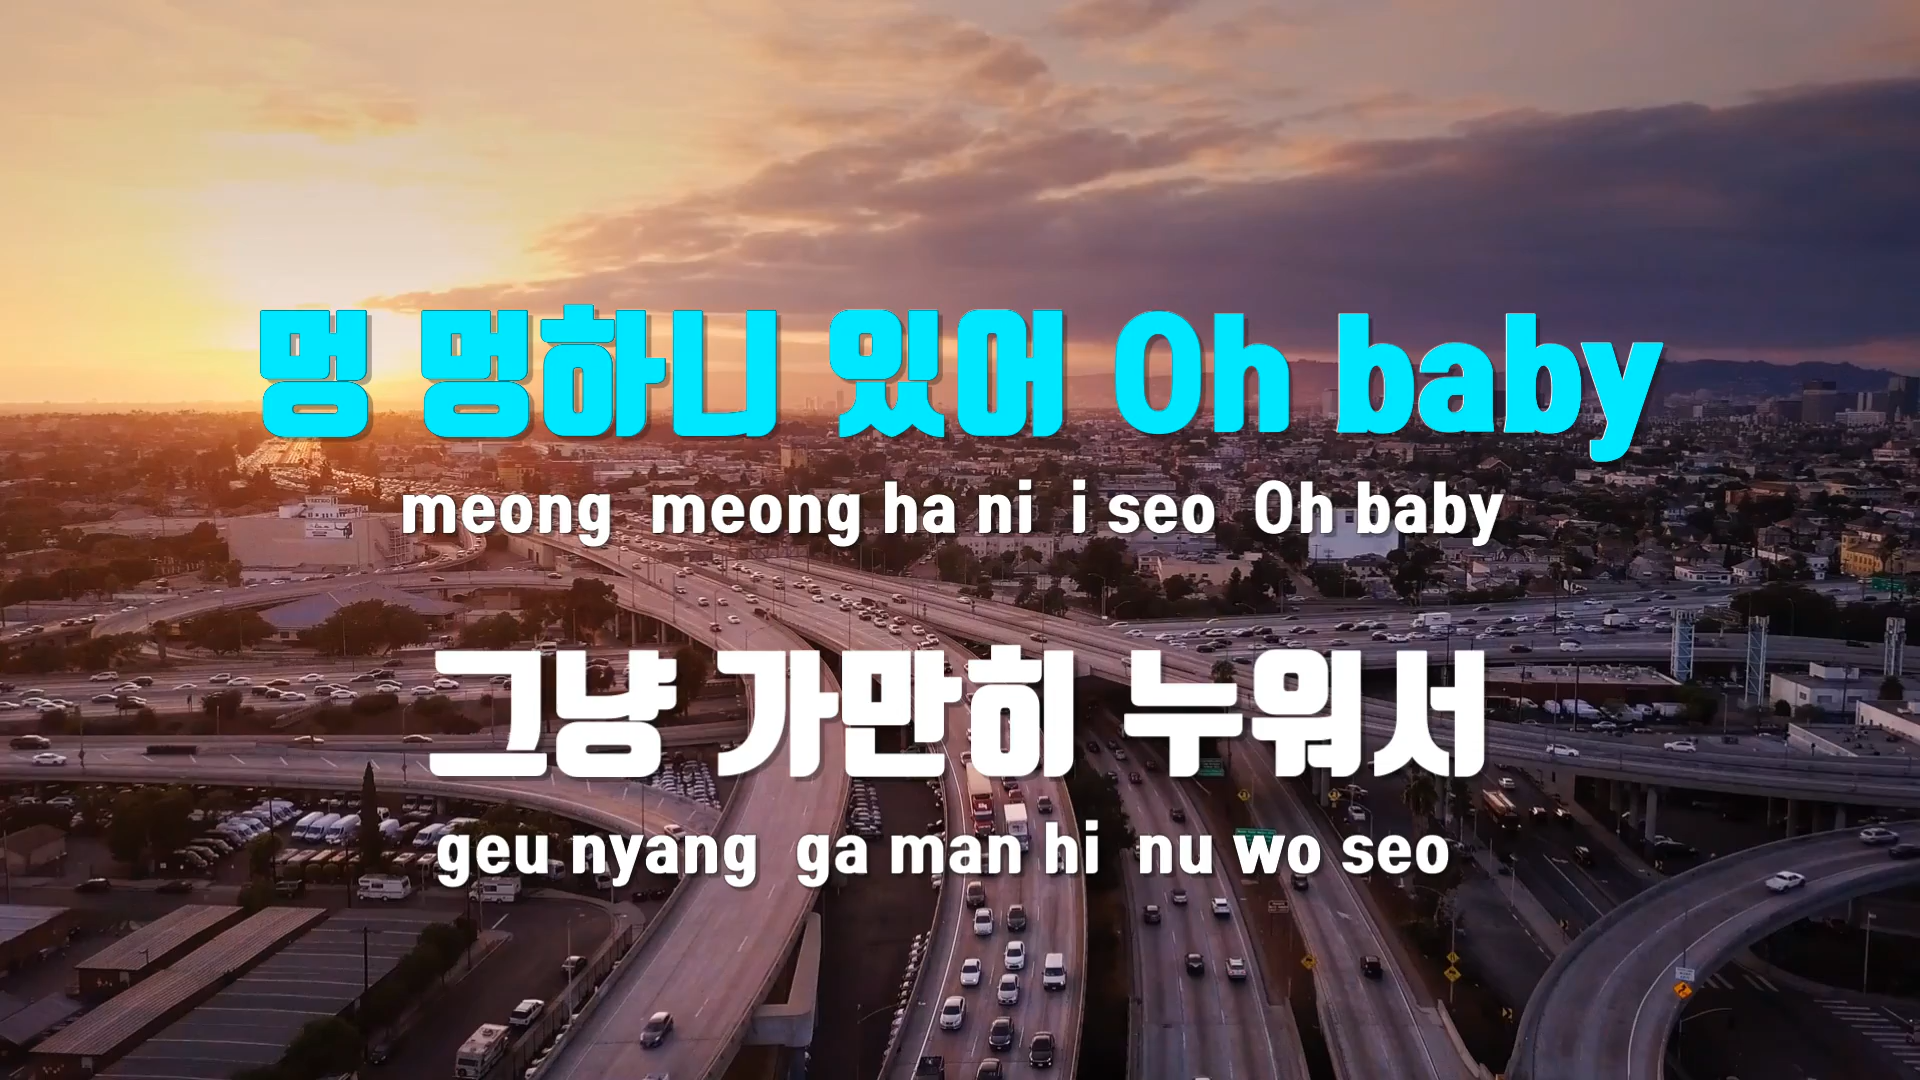 멍 멍하니 있어 Oh baby
meong meong ha ni i seo Oh baby
그냥 가만히 누워서
geu nyang ga man hi nu wo seo